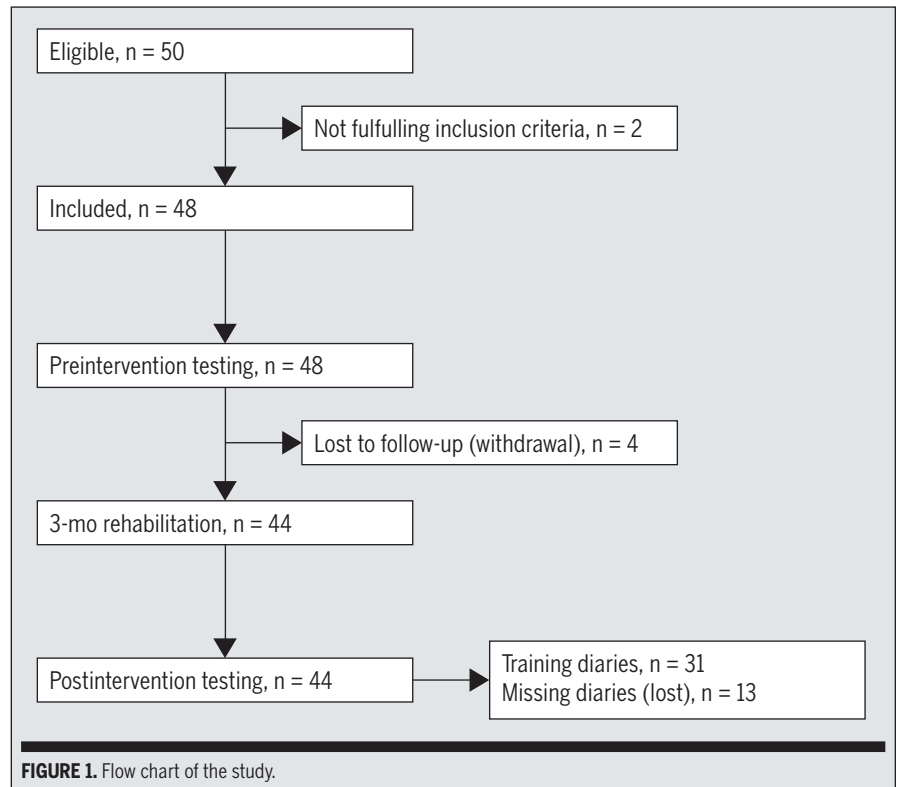 Eligible, n = 50
Not fulfulling inclusion criteria, n = 2
Included, n = 48
Preintervention testing, n = 48
Lost to follow-up (withdrawal), n = 4
3-mo rehabilitation, n = 44
Postintervention testing, n = 44
Training diaries, n = 31
Missing diaries (lost), n = 13
FIGURE 1. Flow chart of the study.